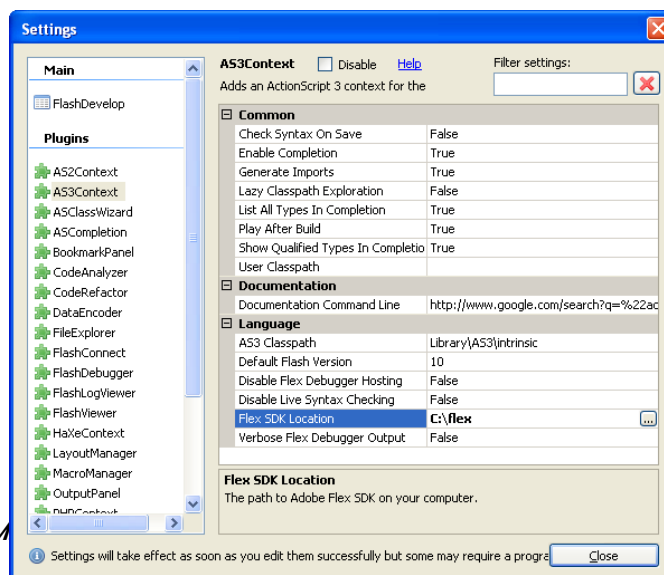 Settings
Main
FlashDevelop
Plugins
AS2Context
AS3Context
ASClassWizard
ASCompletion
BookmarkPanel
CodeAnalyzer
CodeRefactor
DataEncoder
FileExplorer
FlashConnect
FlashDebugger
FlashLogViewer
FlashViewer
HaXeContext
LayoutManager
MacroManager
OutputPanel
PHPContext
AS3Context Disable Help Filter settings:
Adds an ActionScript 3 context for the
Common
Check Syntax On Save False
Enable Completion True
Generate Imports True
Lazy Classpath Exploration False
List All Types In Completion True
Play After Build True
Show Qualified Types In Completio True
User Classpath
Documentation
Documentation Command Line http://www.google.com/search?q=%22ac
Language
AS3 Classpath Library\AS3\intrinsic
Default Flash Version 10
Disable Flex Debugger Hosting False
Disable Live Syntax Checking False
Flex SDK Location C:\flex ...
Verbose Flex Debugger Output False
Flex SDK Location
The path to Adobe Flex SDK on your computer.
Settings will take effect as soon as you edit them successfully but some may require a progra Close